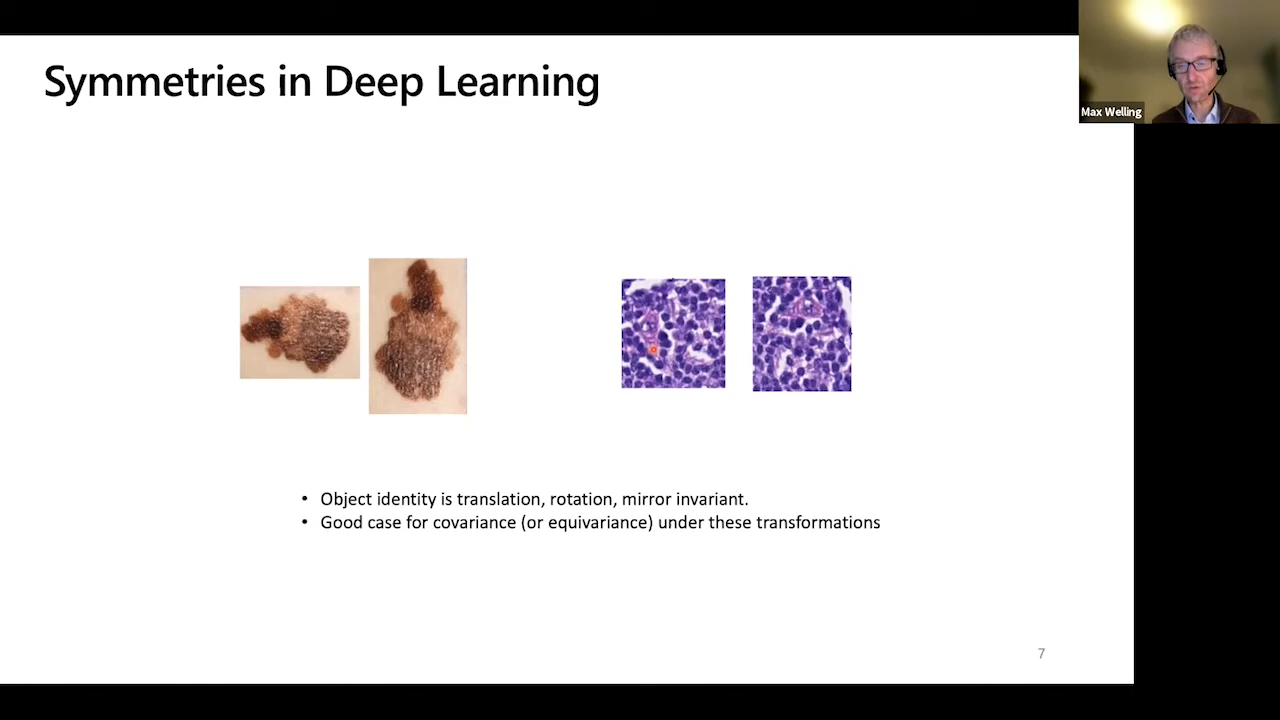 Symmetries in Deep Learning
Max Welling
• Object identity is translation, rotation, mirror invariant.
• Good case for covariance (or equivariance) under these transformations
7